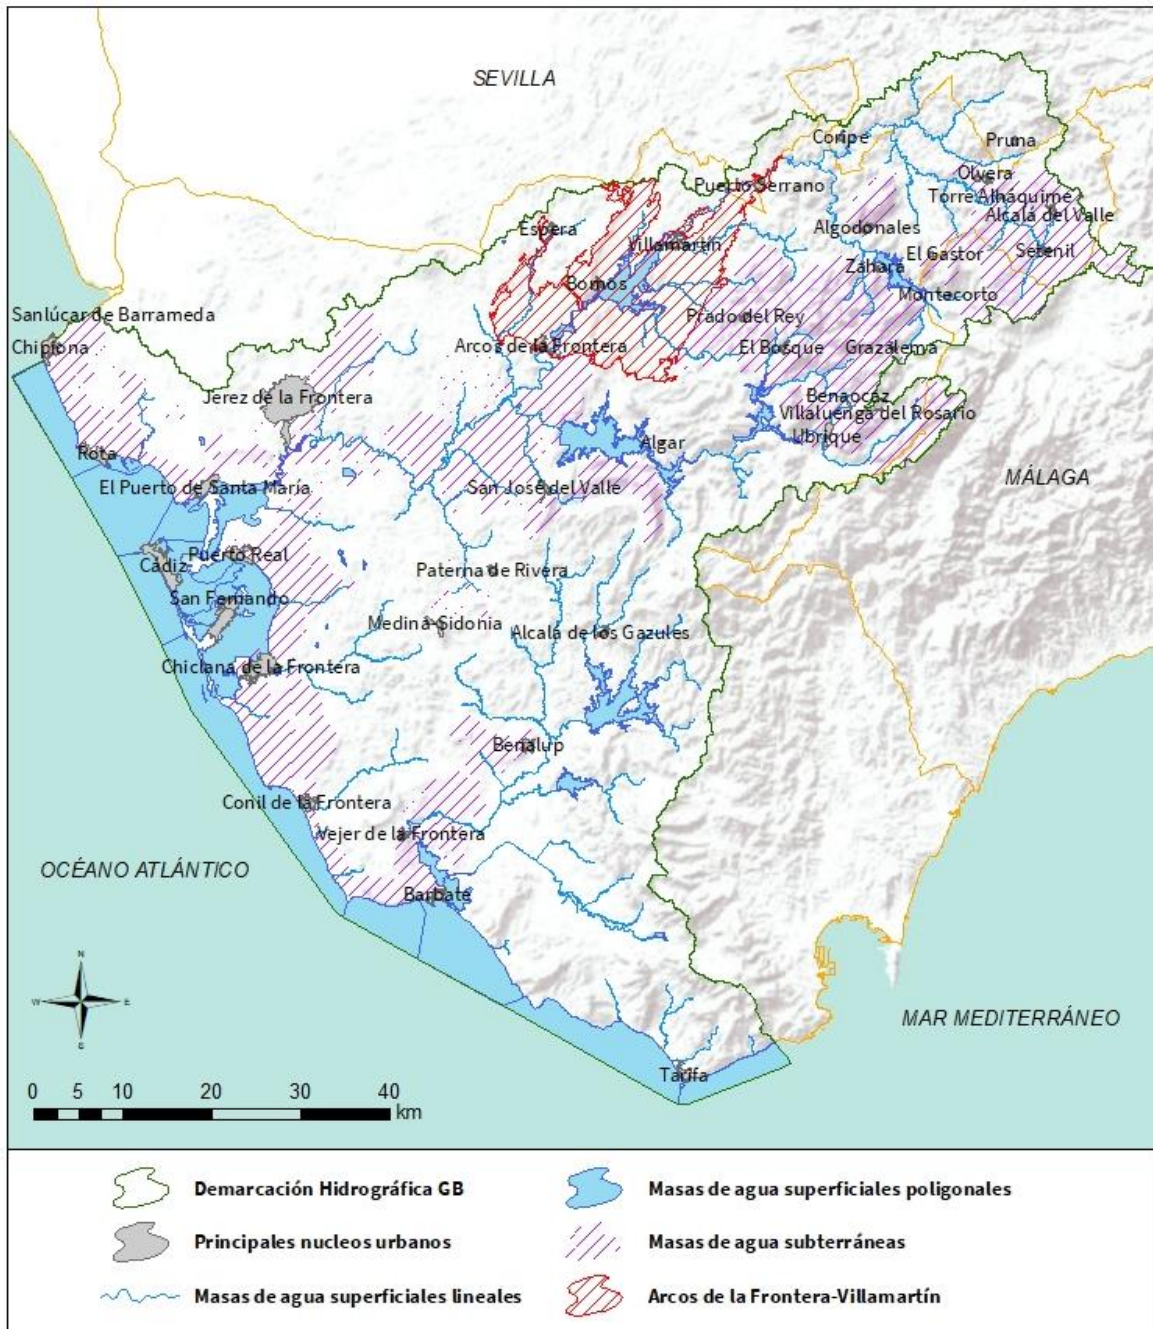 SEVILLA
Coripe
Pruna
Olvera
Puerto Serrano
Torre Alháquime
Alcalá del Valle
Espera
Algodonales
Villamartín
El Gastor
Setenil
Zahara
Bornos
Montecorto
Sanlúcar de Barrameda
Prado del Rey
Chipiona
Arcos de la Frontera
El Bosque
Grazalema
Jerez de la Frontera
Benaocaz
Villaluenga del Rosario
Ubrique
Algar
Rota
MÁLAGA
El Puerto de Santa María
San José del Valle
Puerto Real
Cádiz
Paterna de Rivera
San Fernando
Medina-Sidonia
Alcalá de los Gazules
Chiclana de la Frontera
Benalup
Conil de la Frontera
Vejer de la Frontera
OCÉANO ATLÁNTICO
Barbate
N
W
E
S
MAR MEDITERRÁNEO
Tarifa
0 5 10 20 30 40
km
Demarcación Hidrográfica GB
Masas de agua superficiales poligonales
Principales nucleos urbanos
Masas de agua subterráneas
Masas de agua superficiales lineales
Arcos de la Frontera-Villamartín